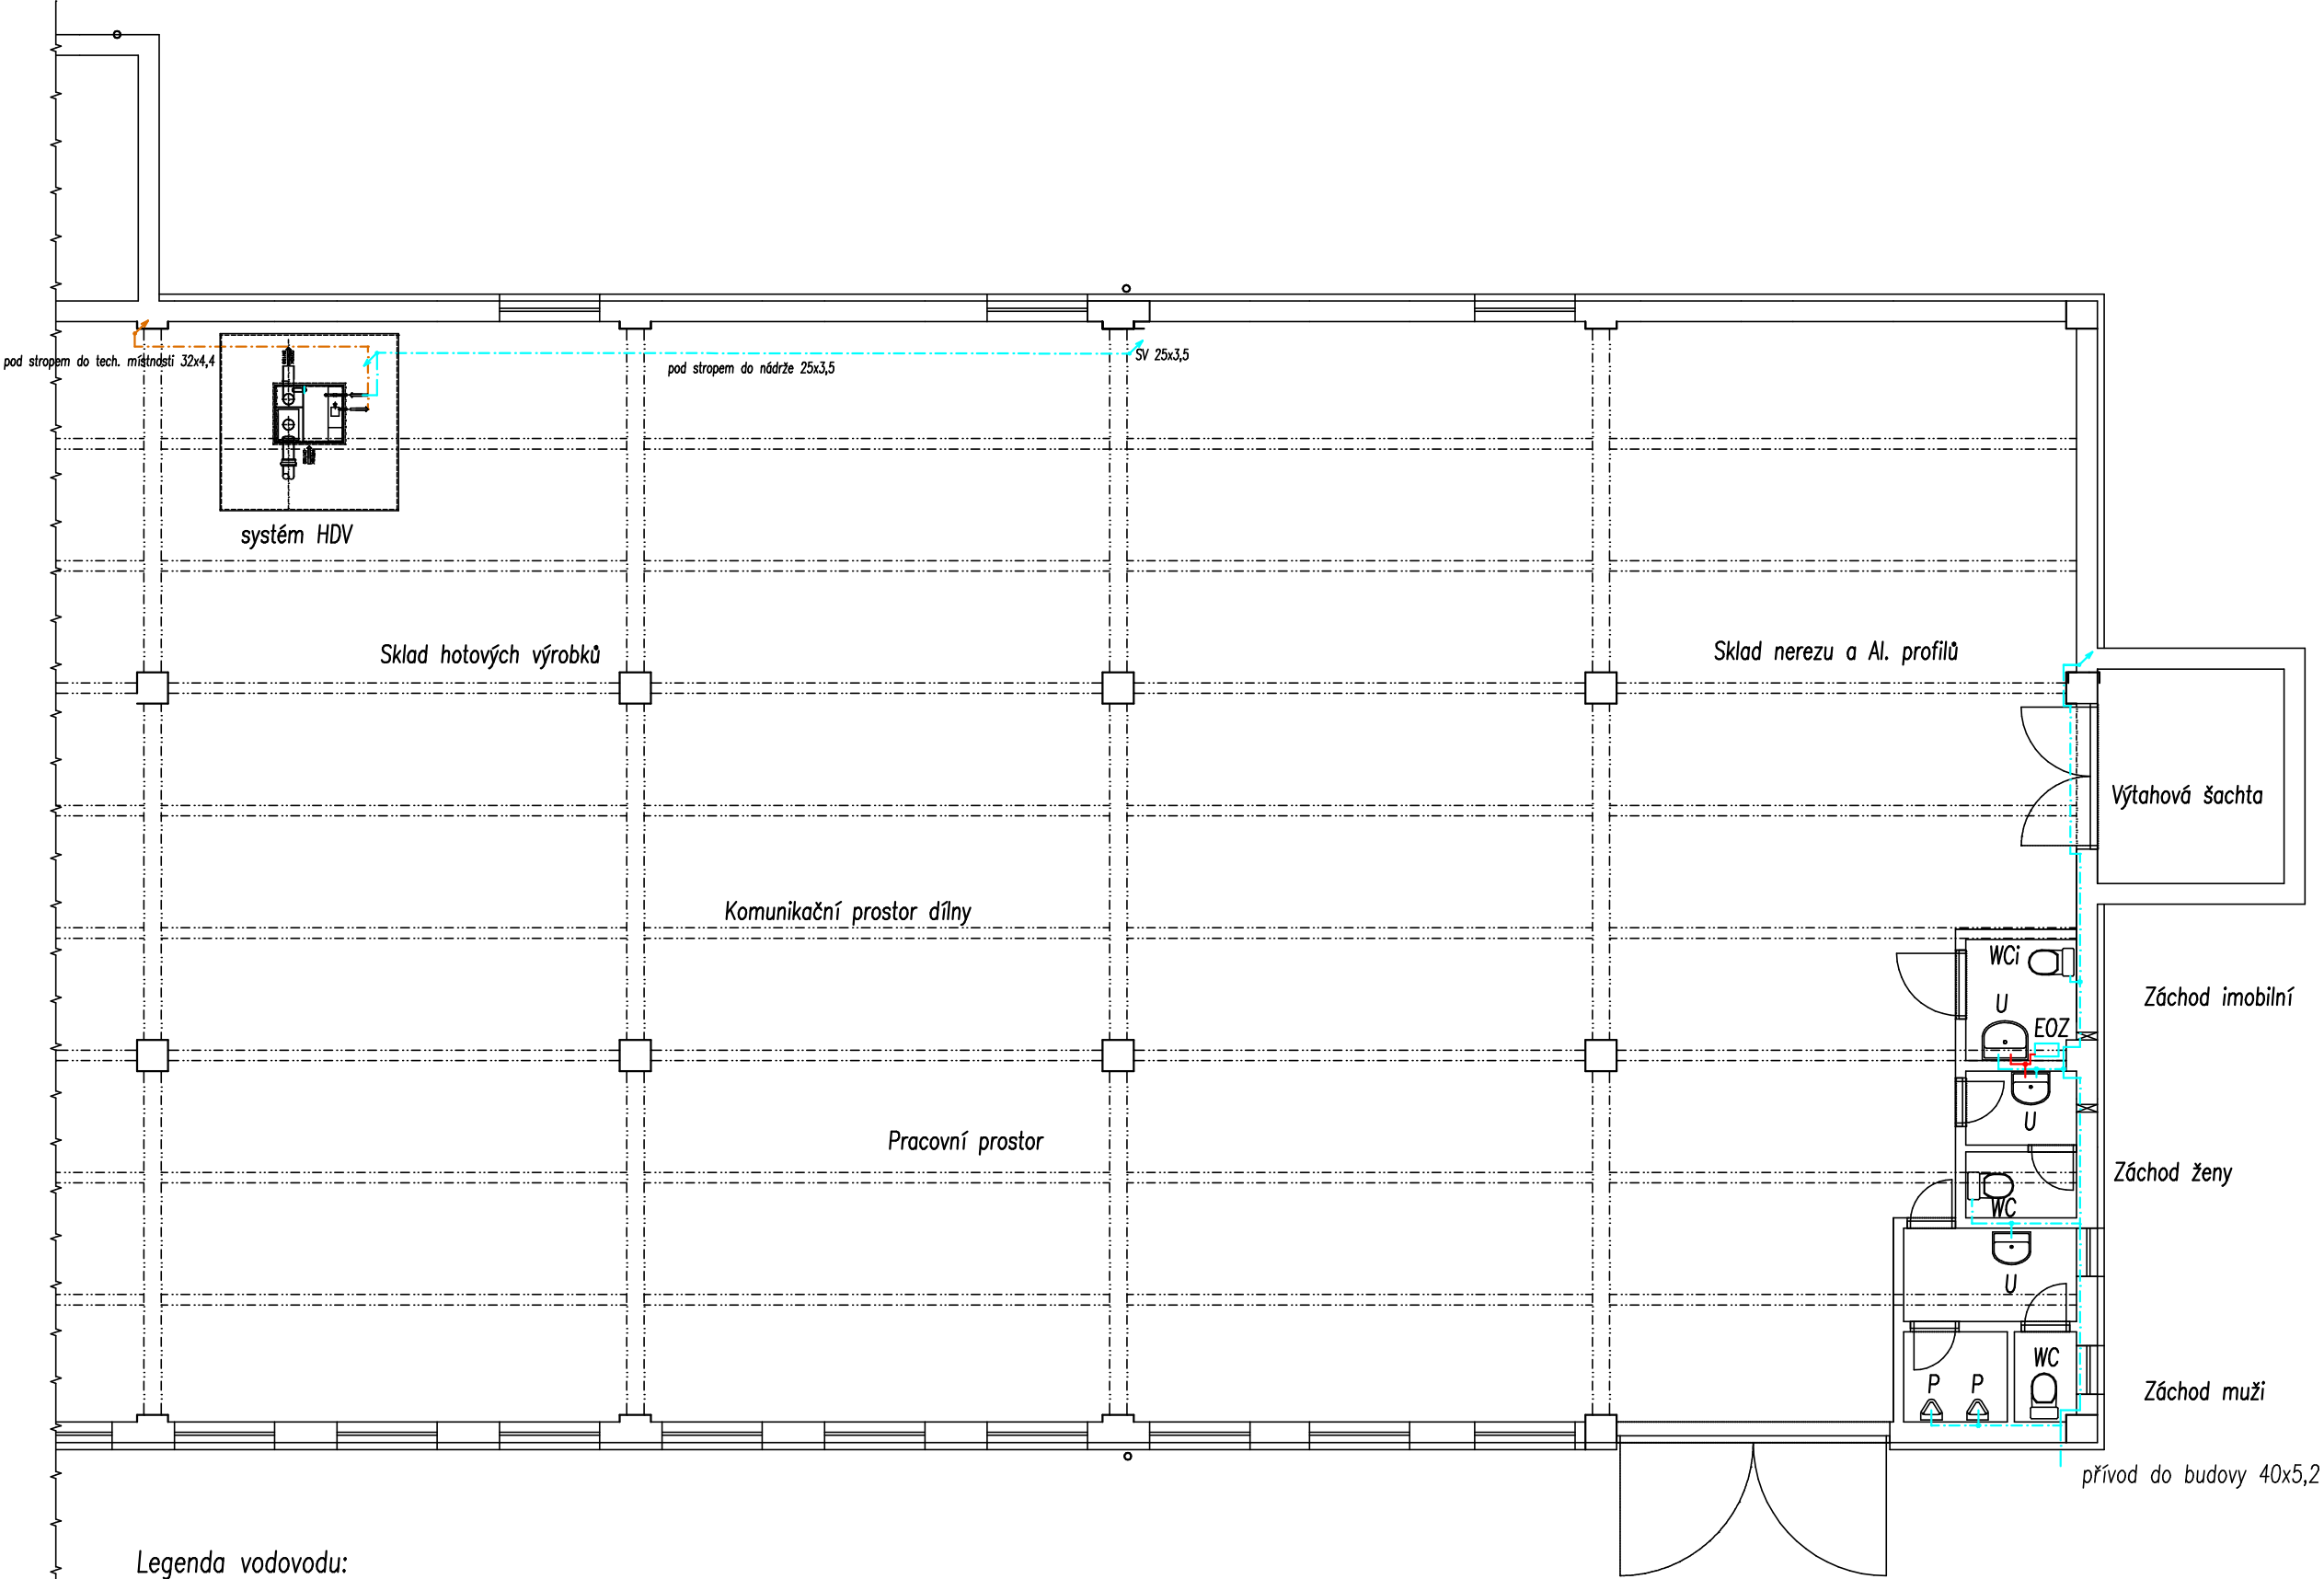 pod stropem do tech. místnosti 32x4,4
pod stropem do nádrže 25x3,5
SV 25x3,5
systém HDV
Sklad hotových výrobků
Sklad nerezu a Al. profilů
Výtahová šachta
Komunikační prostor dílny
WCi
U
EOZ
Záchod imobilní
U
Pracovní prostor
Záchod ženy
WC
U
WC
P P
Záchod muži
přívod do budovy 40x5,2
Legenda vodovodu: